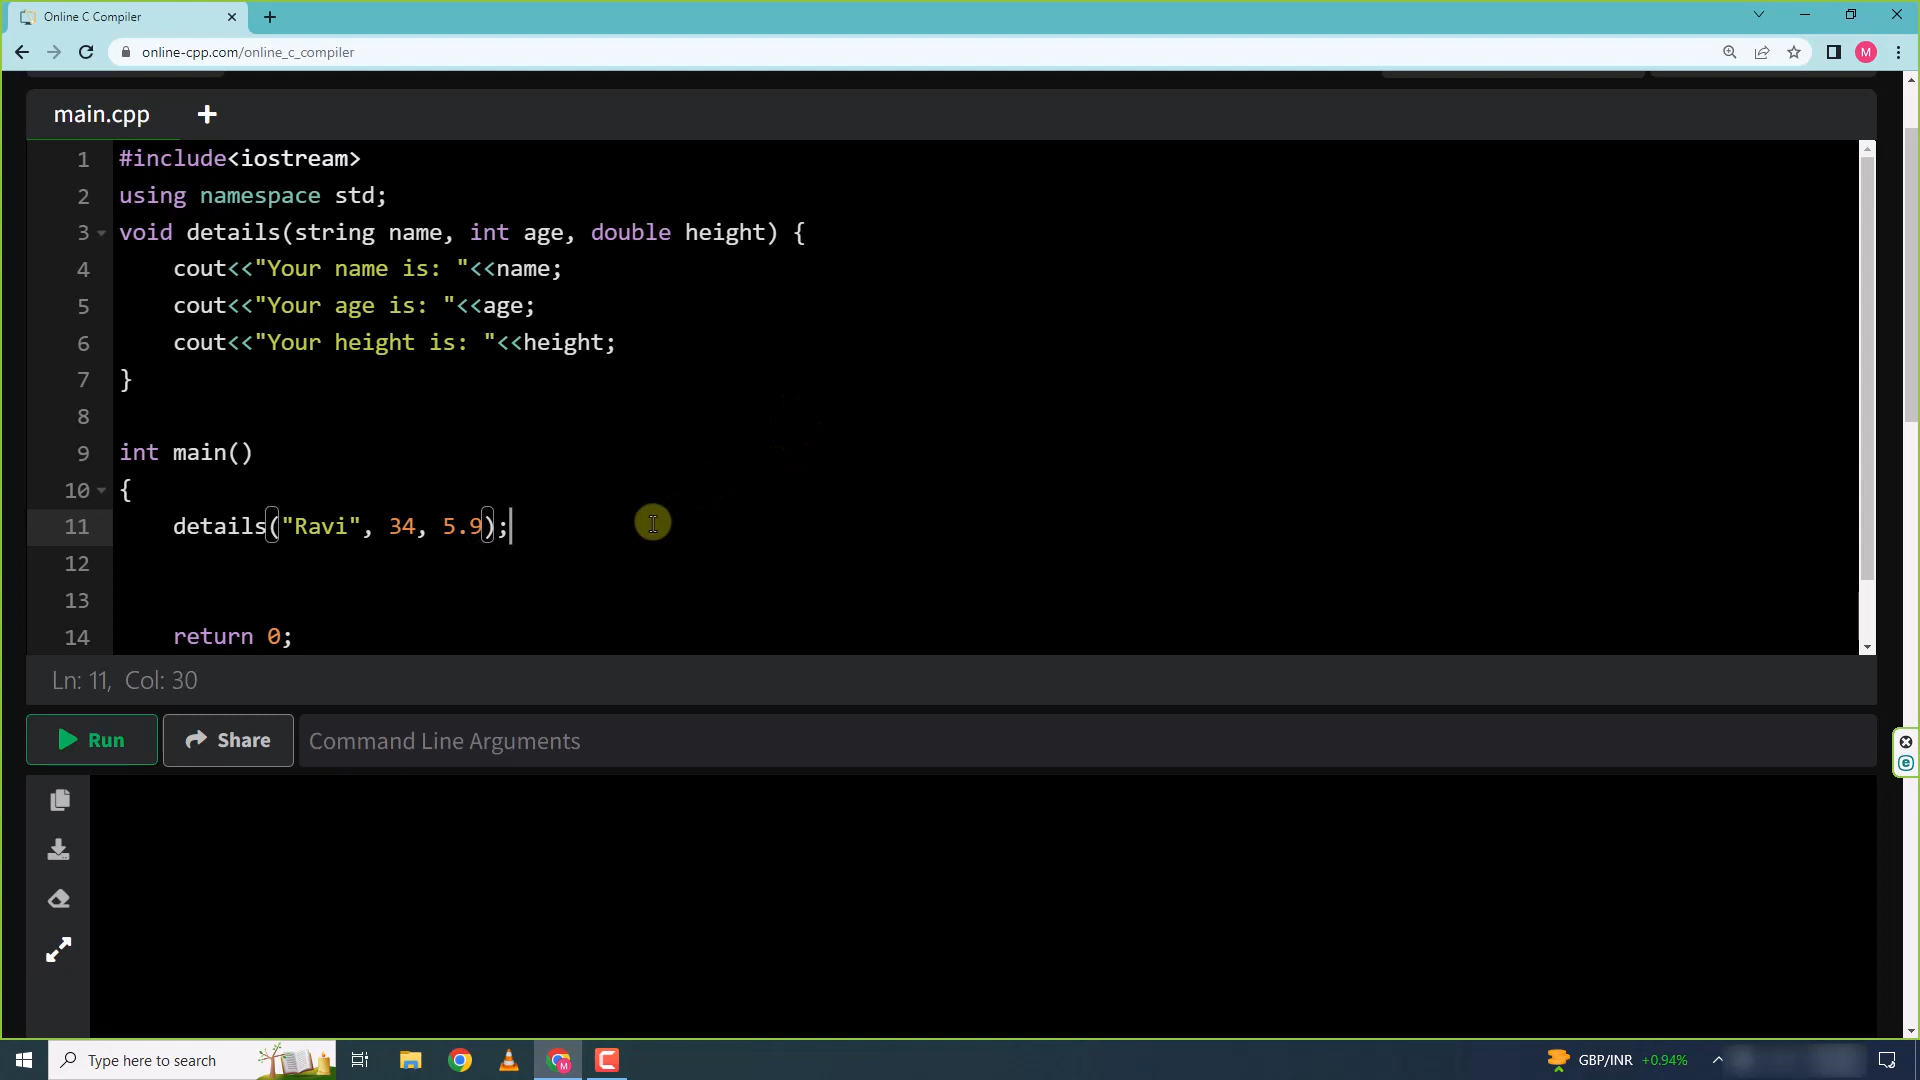 Online C Compiler
online-cpp.com/online_c_compiler
M
main.cpp
1 #include<iostream>
2 using namespace std;
3 void details(string name, int age, double height) {
4 cout<<"Your name is: "<<name;
5 cout<<"Your age is: "<<age;
6 cout<<"Your height is: "<<height;
7 }
8
9 int main()
10 {
11 details("Ravi", 34, 5.9);
12
13
14 return 0;
Ln: 11, Col: 30
Run Share Command Line Arguments
Type here to search
GBP/INR +0.94%